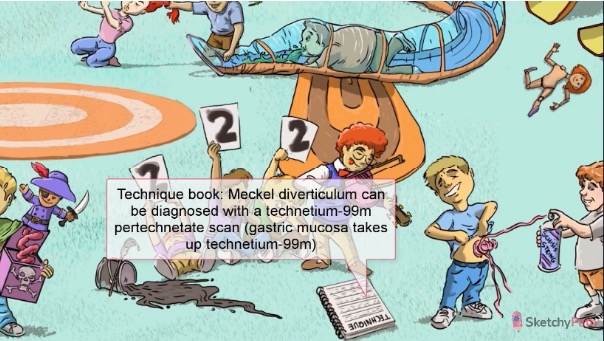 2
2
2
Technique book: Meckel diverticulum can
be diagnosed with a technetium-99m
pertechnetate scan (gastric mucosa takes
up technetium-99m)
TECHNIQUE
STRING